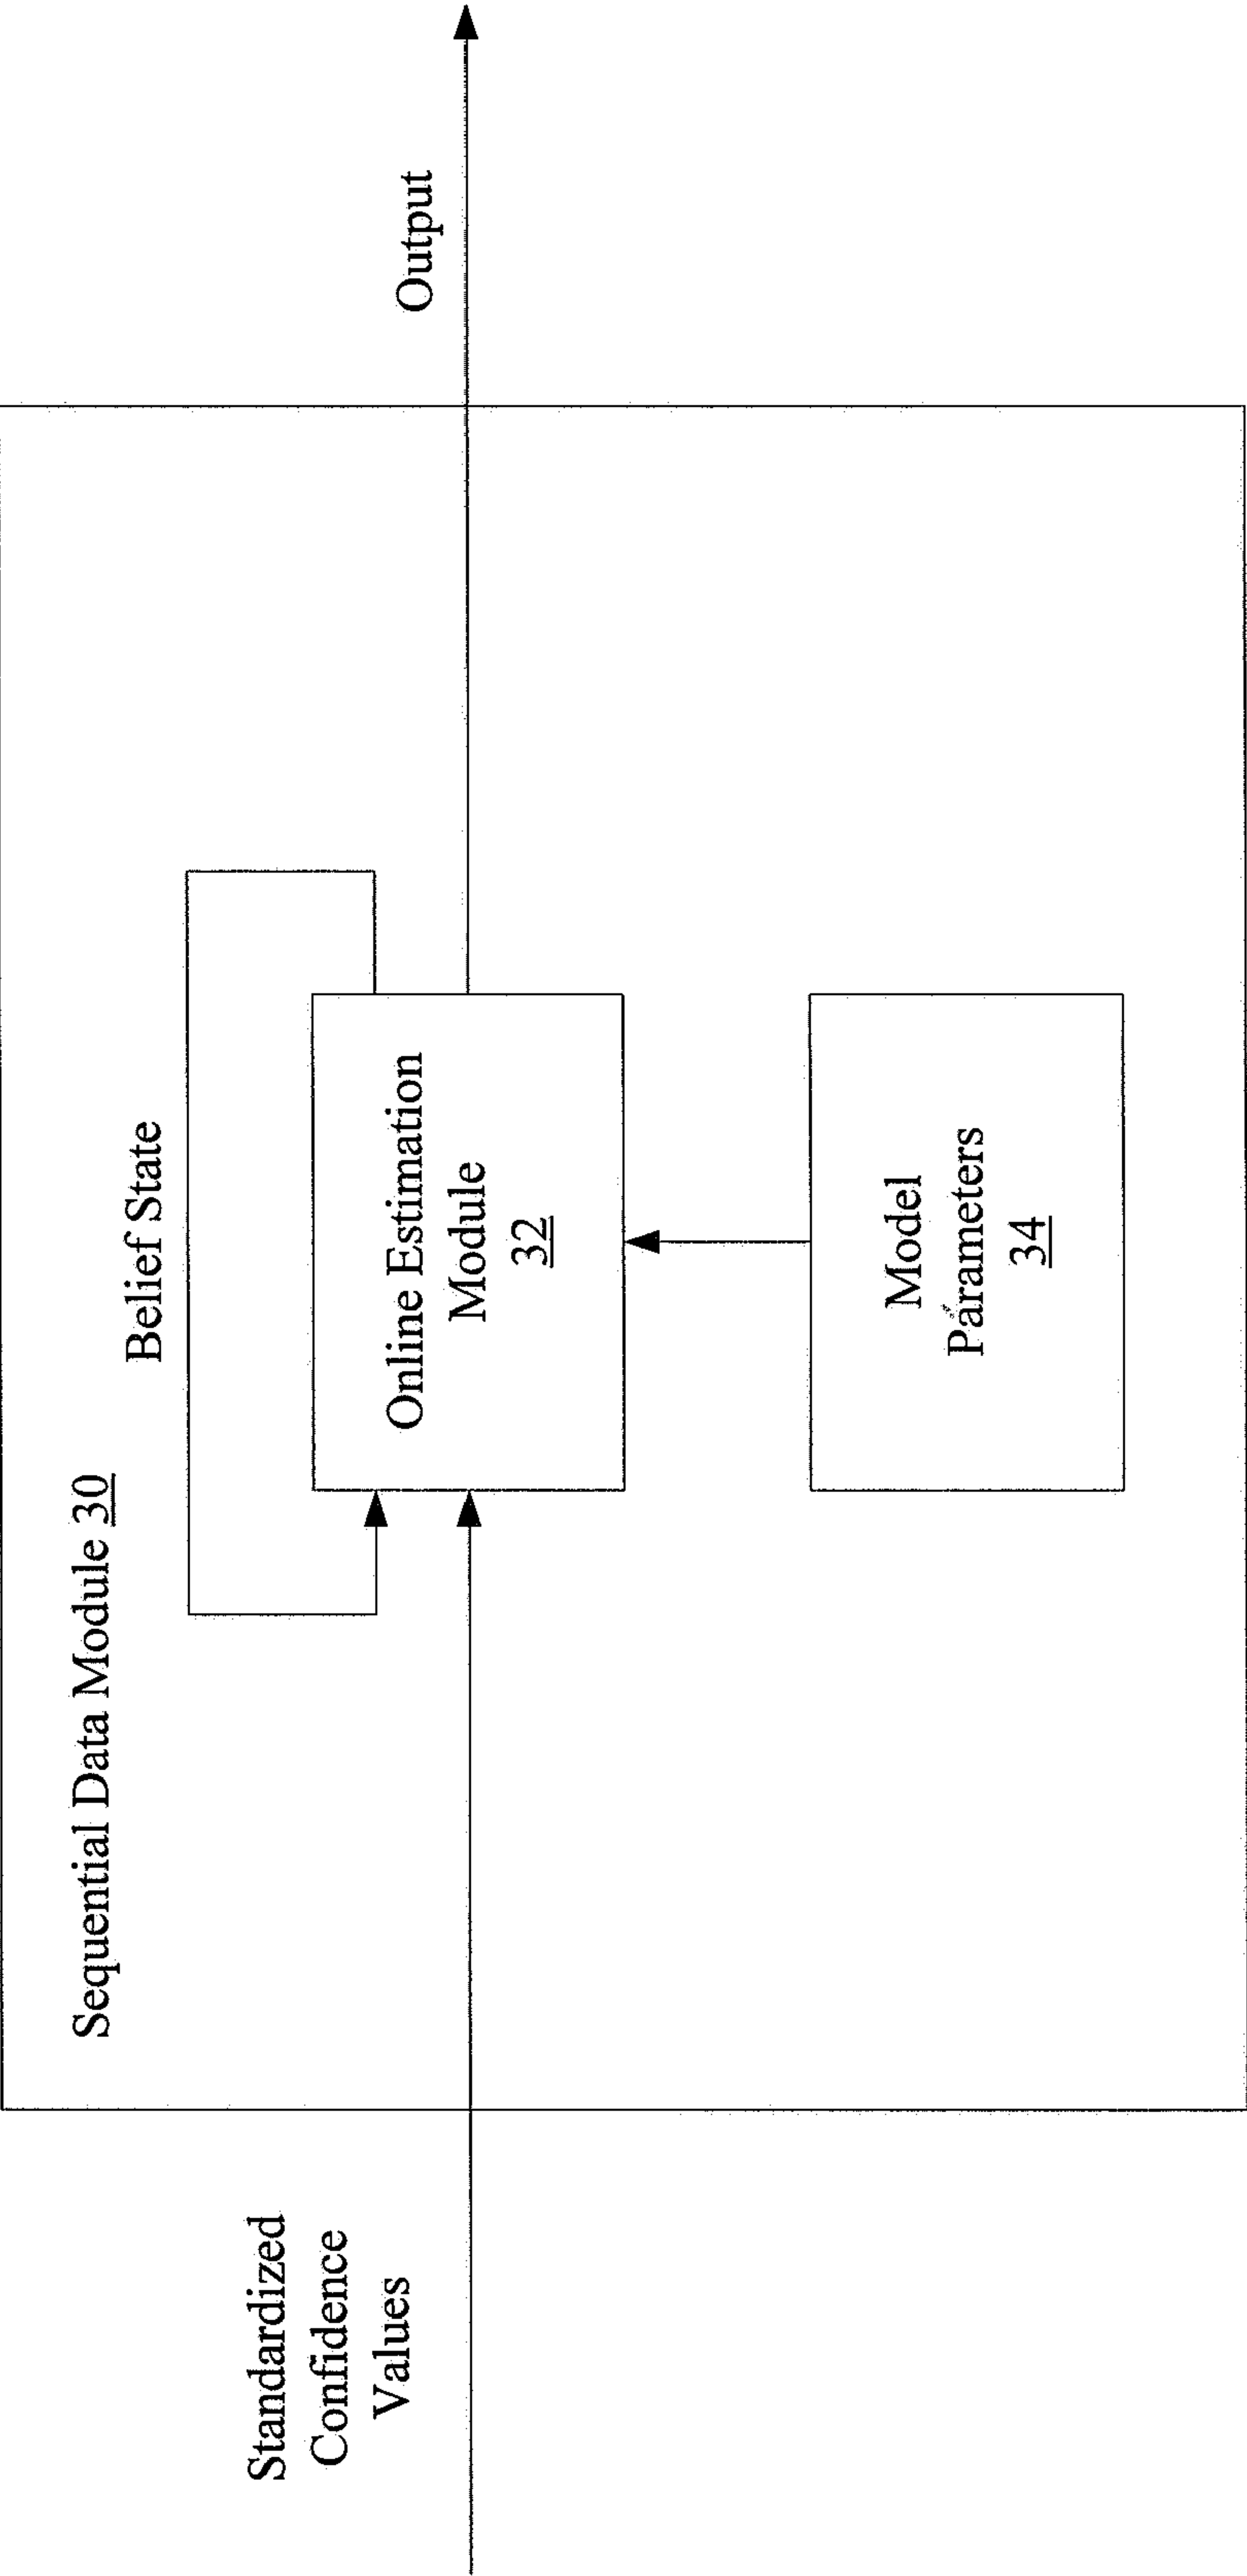 Sequential Data Module 30
Belief State
Standardized
Confidence
Values
Online Estimation
Module
32
Output
Model
Parameters
34